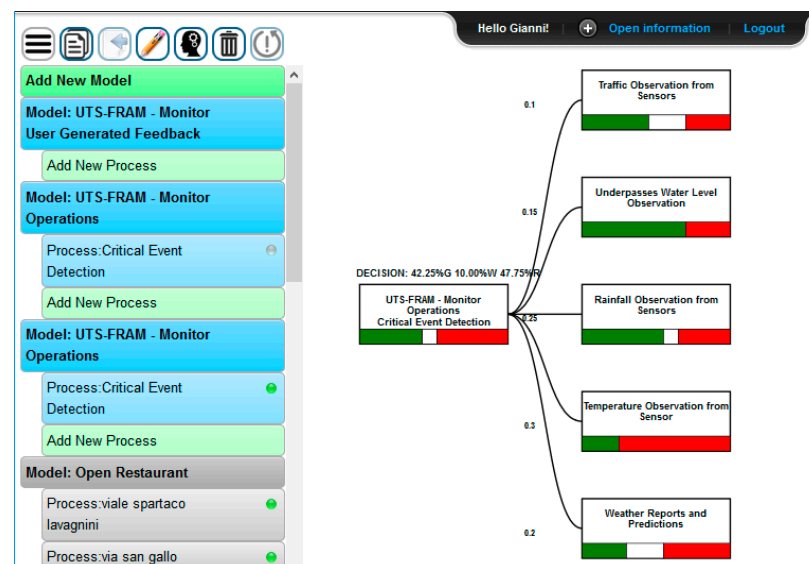 Hello Gianni!
Open information
Logout
Add New Model
Model: UTS-FRAM - Monitor
User Generated Feedback
Add New Process
Model: UTS-FRAM - Monitor
Operations
Process:Critical Event
Detection
Add New Process
Model: UTS-FRAM - Monitor
Operations
Process:Critical Event
Detection
Add New Process
Model: Open Restaurant
Process:viale spartaco
lavagnini
Process:via san gallo
DECISION: 42.25%G 10.00%W 47.75%R
UTS-FRAM - Monitor
Operations
Critical Event Detection
0.1
Traffic Observation from
Sensors
0.15
Underpasses Water Level
Observation
0.25
Rainfall Observation from
Sensors
0.3
Temperature Observation from
Sensor
0.2
Weather Reports and
Predictions